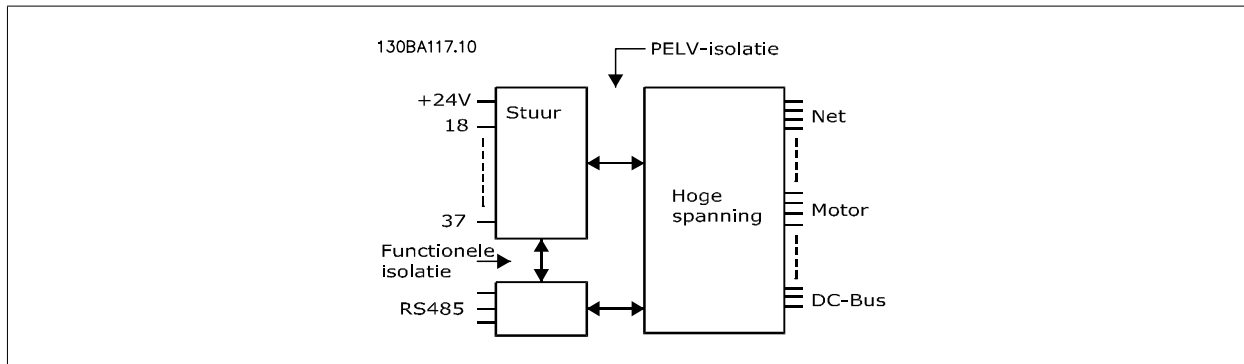 130BA117.10
PELV-isolatie
+24V
18
37
Stuur
Hoge
spanning
Net
Motor
DC-Bus
Functionele
isolatie
RS485